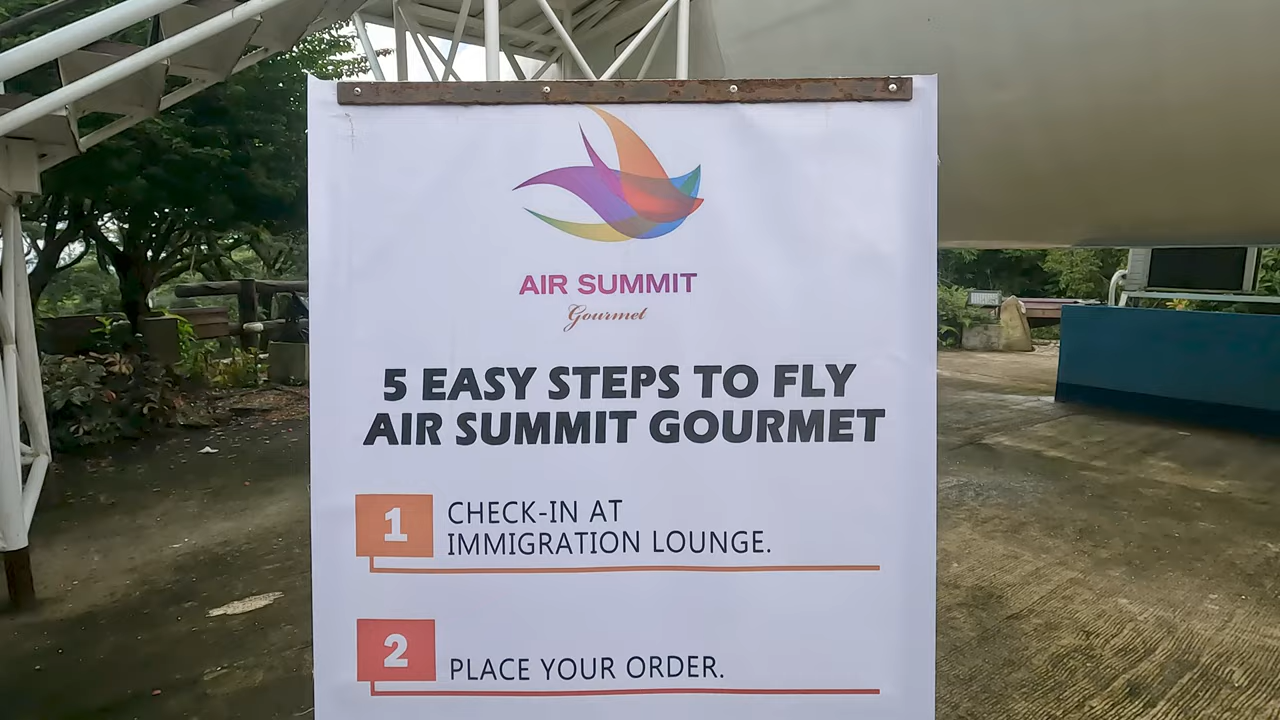 AIR SUMMIT
Gourmet
5 EASY STEPS TO FLY
AIR SUMMIT GOURMET
1
CHECK-IN AT
IMMIGRATION LOUNGE.
2
PLACE YOUR ORDER.